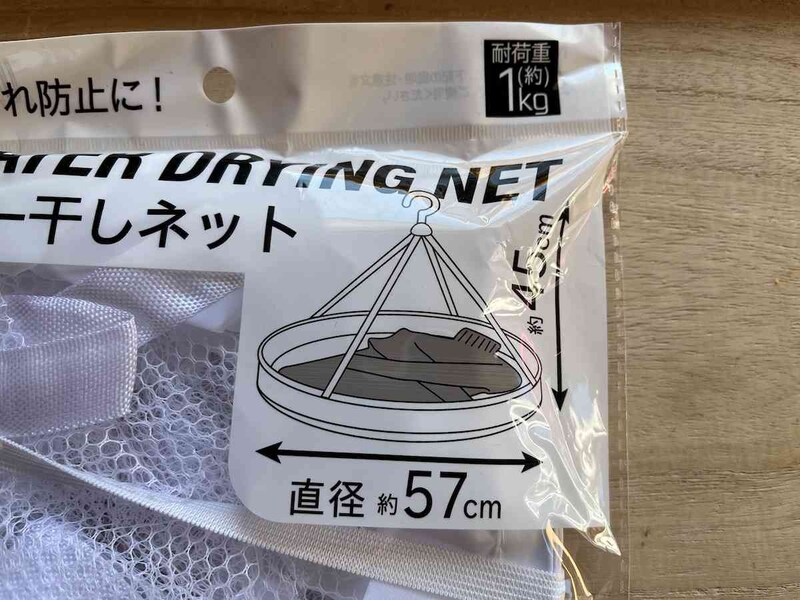 耐荷重
(約)
1kg
れ防止に!
ATER DRYING NET
ー干しネット
約45cm
直径 約57cm